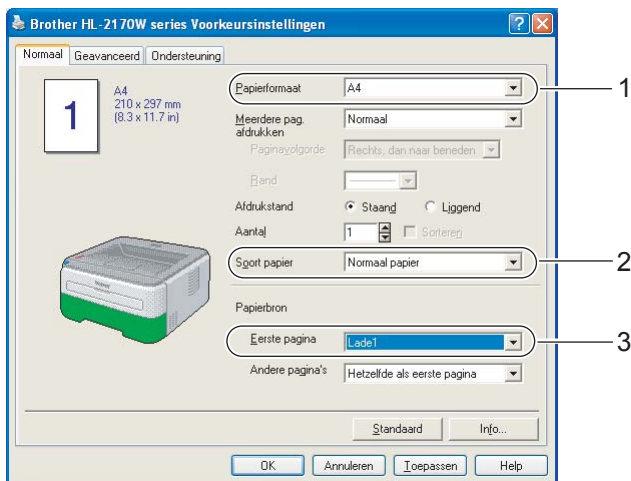 Brother HL-2170W series Voorkeursinstellingen
Normaal Geavanceerd Ondersteuning
1
A4
210 x 297 mm
(8.3 x 11.7 in)
Papierformaat A4 1
Meerdere pag. afdrukken Normaal
Paginavolgorde Rechts, dan naar beneden
Rand
Afdrukstand Staand Liggend
Aantal 1 Sorteren
Soort papier Normaal papier 2
Papierbron
Eerste pagina Lade1 3
Andere pagina's Hetzelfde als eerste pagina
Standaard Info...
OK Annuleren Toepassen Help